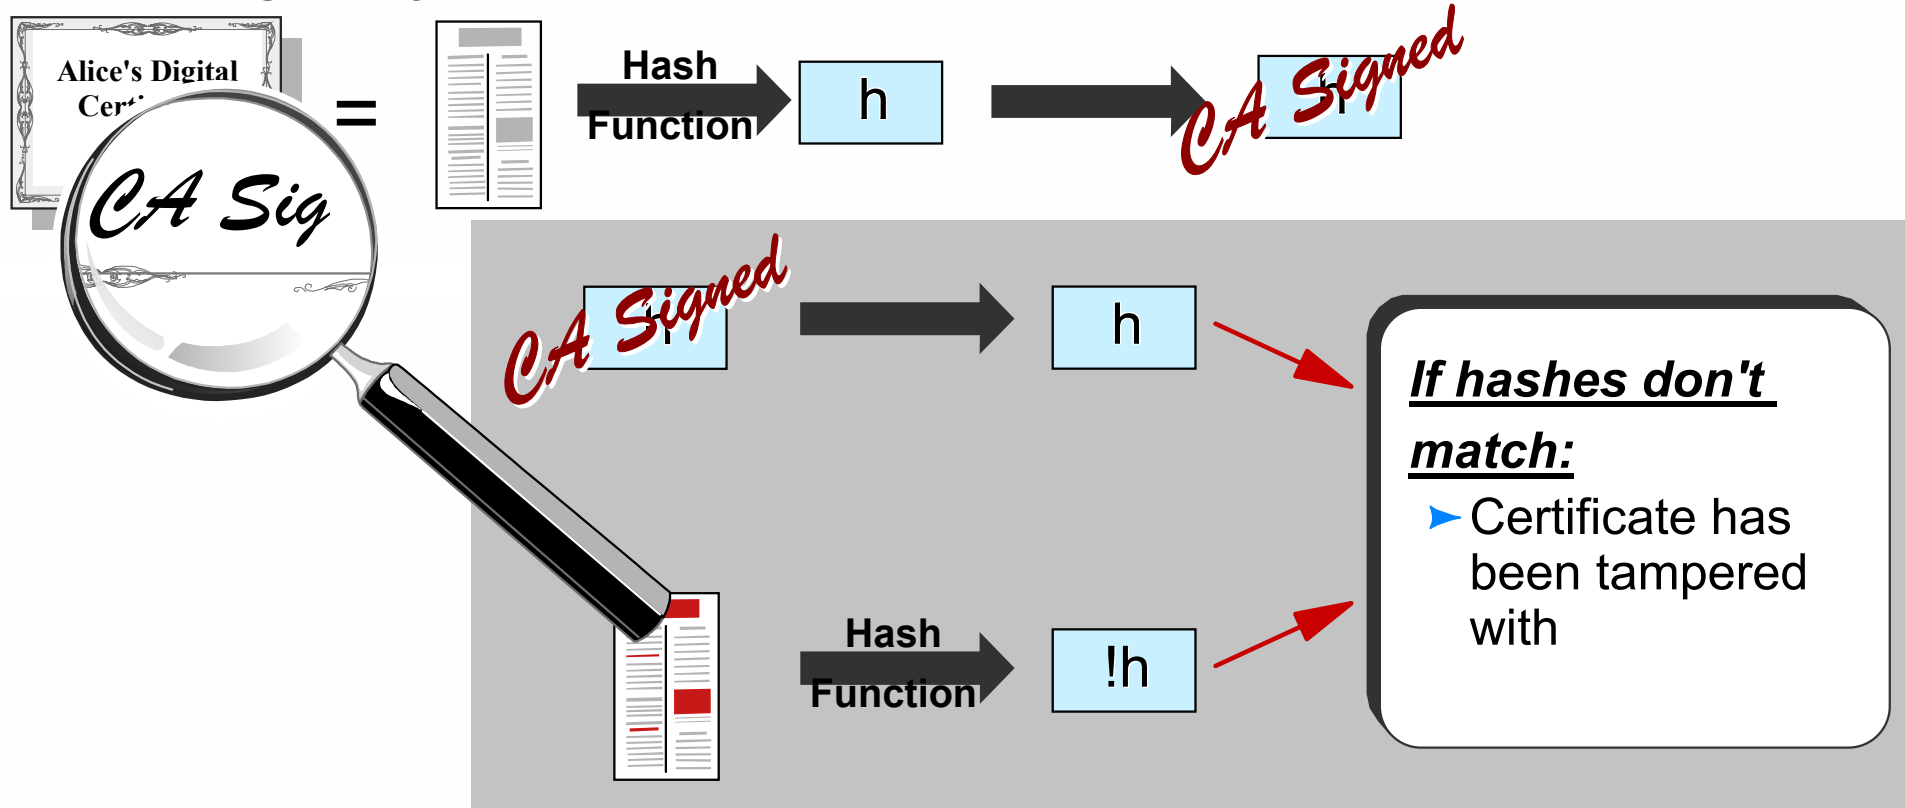 Alice's Digital
CA Sig
=
Hash
Function
h
CA Signed
h
CA Signed
h
h
If hashes don't
match:
Certificate has
been tampered
with
Hash
Function
!h